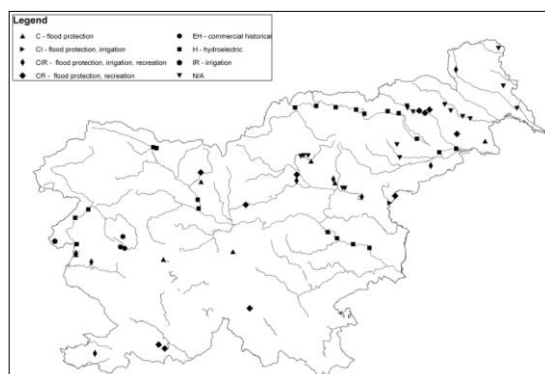 Legend
C - flood protection
CI - flood protection, irrigation
CIR - flood protection, irrigation, recreation
CR - flood protection, recreation
EH - commercial historical
H - hydroelectric
IR - irrigation
N/A